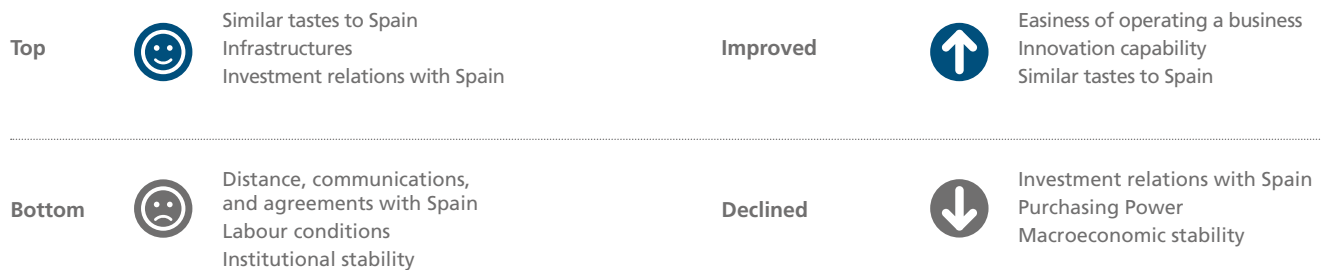 Top
Similar tastes to Spain
Infrastructures
Investment relations with Spain
Improved
Easiness of operating a business
Innovation capability
Similar tastes to Spain
Bottom
Distance, communications,
and agreements with Spain
Labour conditions
Institutional stability
Declined
Investment relations with Spain
Purchasing Power
Macroeconomic stability